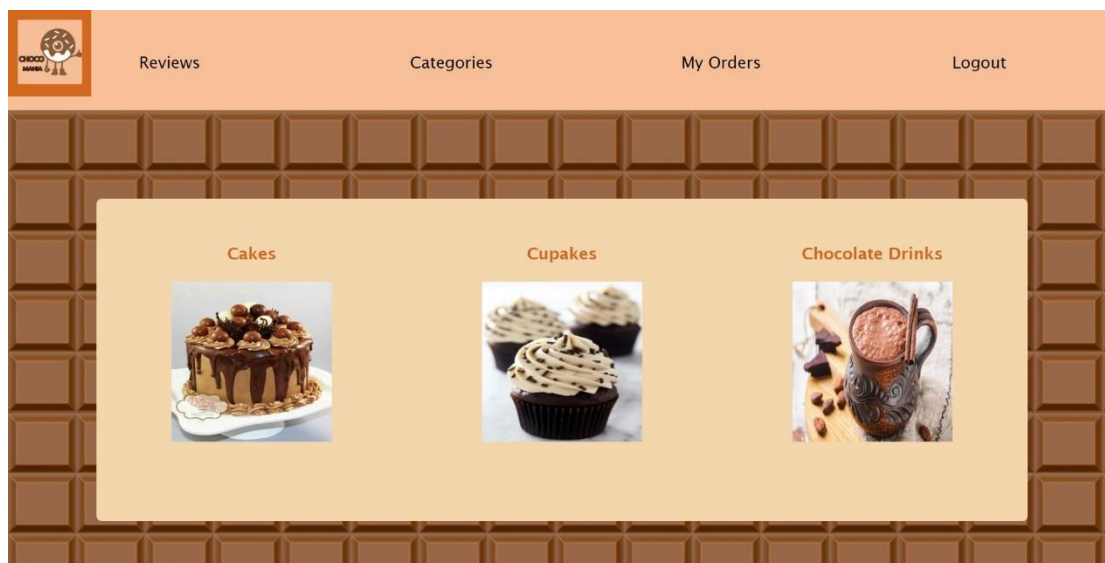 CHOCO
MANIA
Reviews
Categories
My Orders
Logout
Cakes
Cupakes
Chocolate Drinks